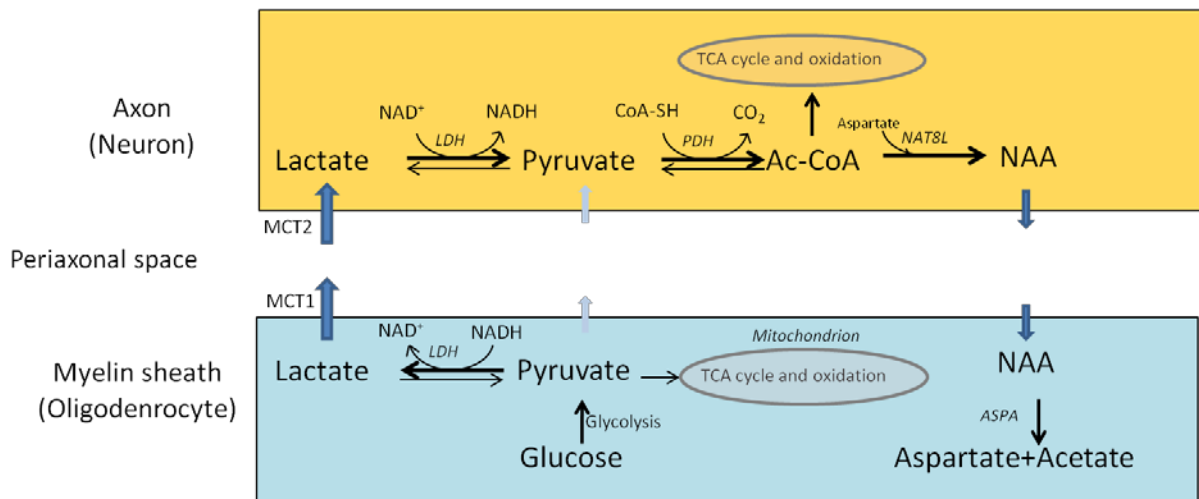 TCA cycle and oxidation
Axon
(Neuron)
NAD+
NADH
CoA-SH
CO2
Aspartate
LDH
PDH
NAT8L
Lactate
Pyruvate
Ac-CoA
NAA
MCT2
Periaxonal space
MCT1
NAD+
NADH
Mitochondrion
LDH
Myelin sheath
(Oligodenrocyte)
Lactate
Pyruvate
TCA cycle and oxidation
NAA
Glycolysis
ASPA
Glucose
Aspartate+Acetate